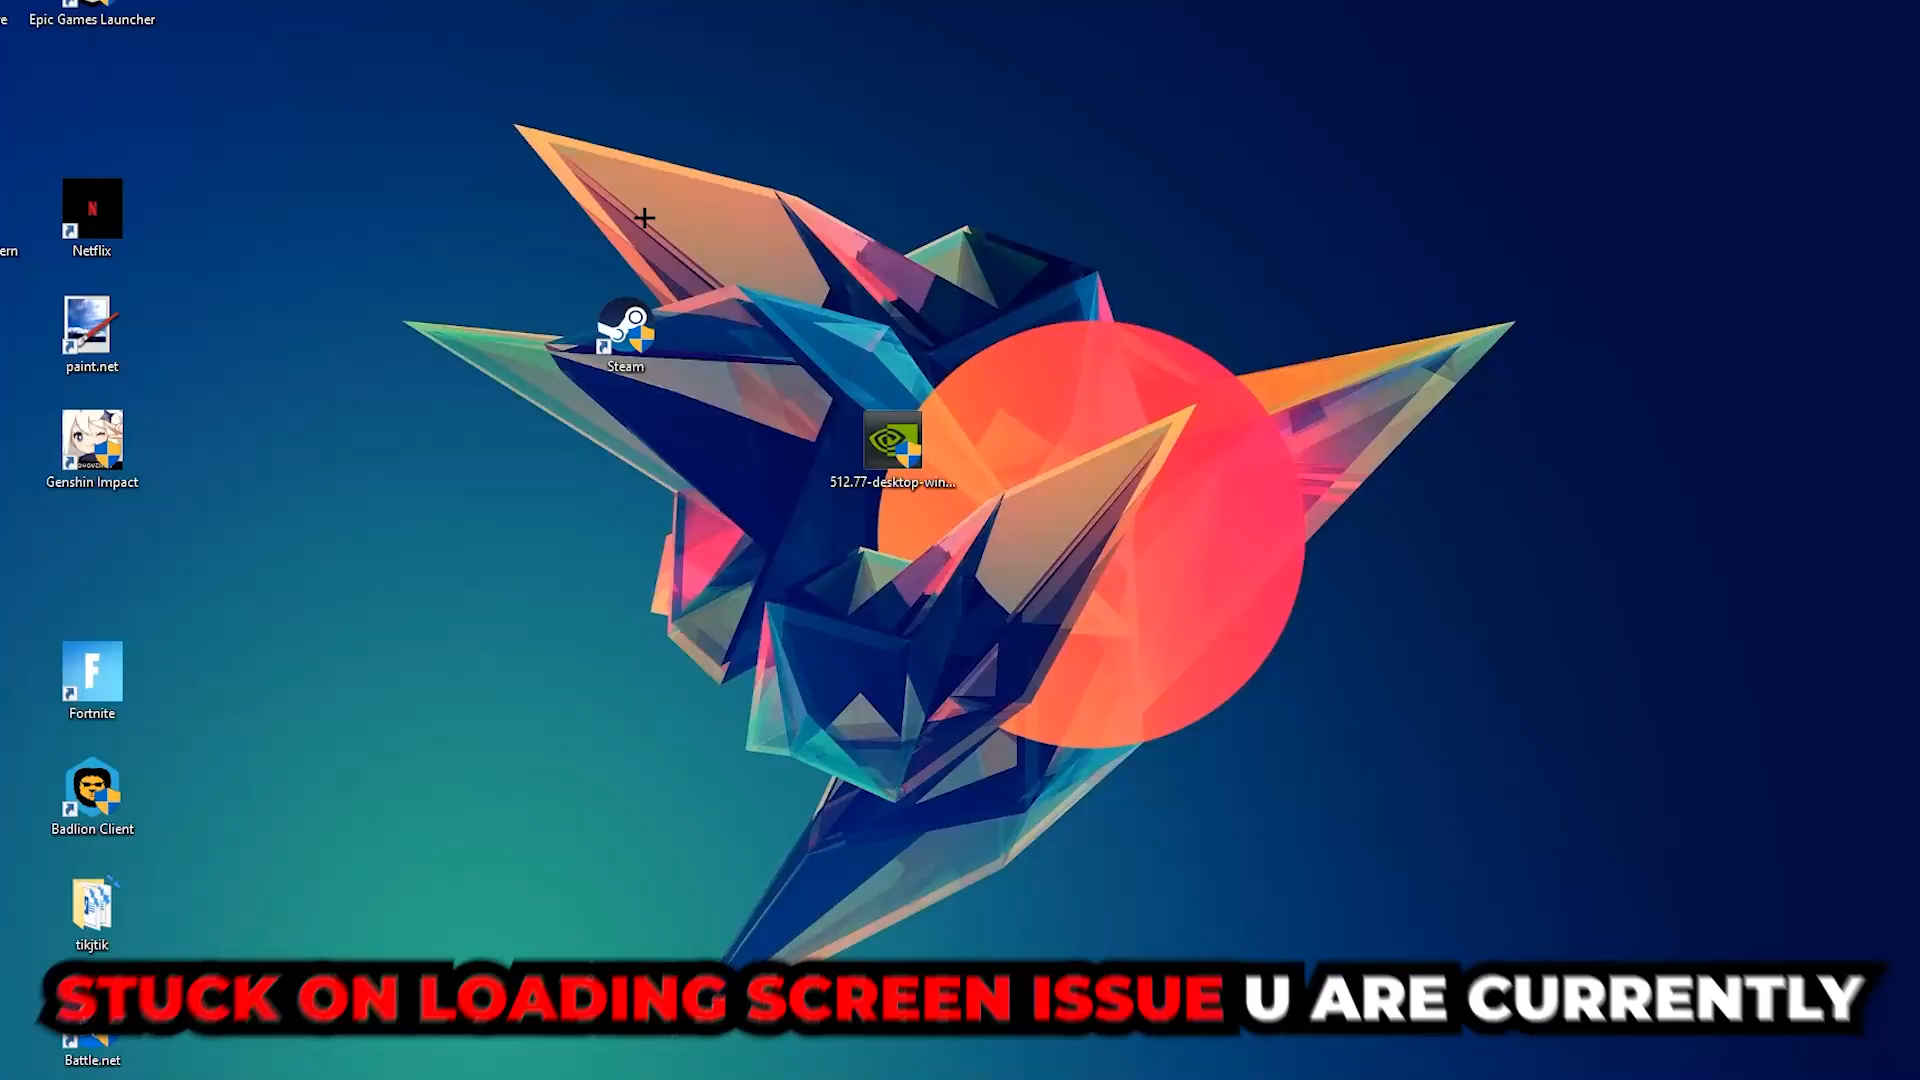 Epic Games Launcher
N
Netflix
ern
paint.net
Steam
Genshin Impact
512.77-desktop-win...
F
Fortnite
Badlion Client
tikjtik
STUCK ON LOADING SCREEN ISSUE U ARE CURRENTLY
Battle.net